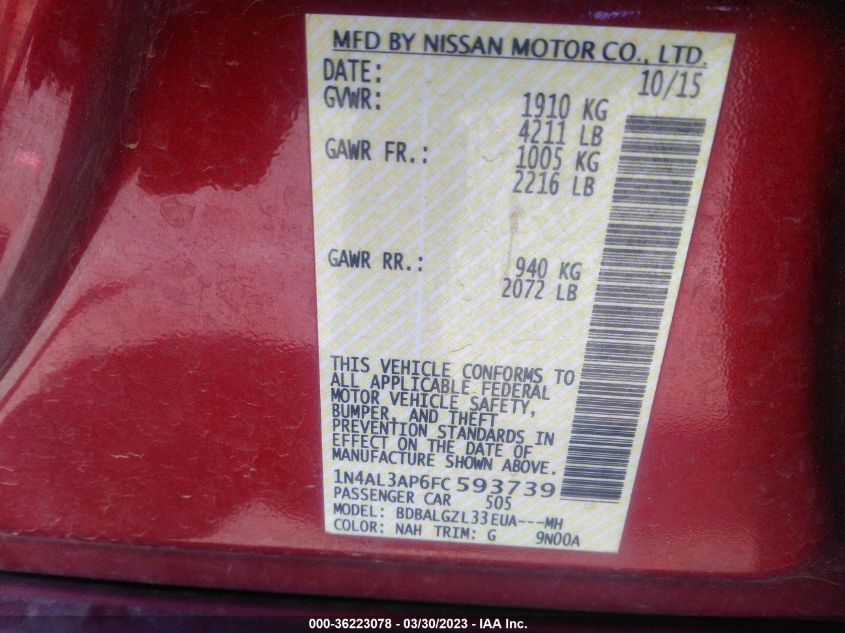 MFD BY NISSAN MOTOR CO., LTD.
DATE: 10/15
GVWR: 1910 KG
4211 LB
GAWR FR.: 1005 KG
2216 LB
GAWR RR.: 940 KG
2072 LB
THIS VEHICLE CONFORMS TO
ALL APPLICABLE FEDERAL
MOTOR VEHICLE SAFETY,
BUMPER, AND THEFT
PREVENTION STANDARDS IN
EFFECT ON THE DATE OF
MANUFACTURE SHOWN ABOVE.
1N4AL3AP6FC593739
PASSENGER CAR 505
MODEL: BDBALGZL33EUA---MH
COLOR: NAH TRIM: G 9N00A
000-36223078 - 03/30/2023 - IAA Inc.